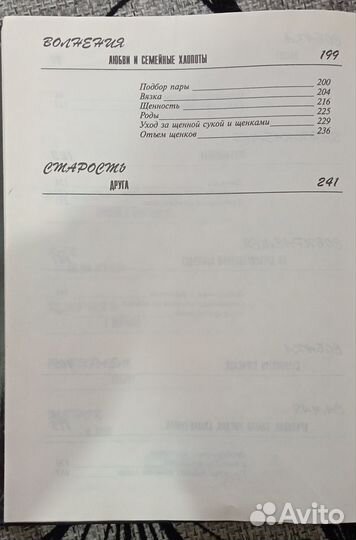 ВОЛНЕНИЯ
ЛЮБВИ И СЕМЕЙНЫЕ ХЛОПОТЫ 199
Подбор пары 200
Вязка 204
Щенность 216
Роды 225
Уход за щенной сукой и щенками 229
Отъем щенков 236
СТАРОСТЬ
ДРУГА 241
Avito